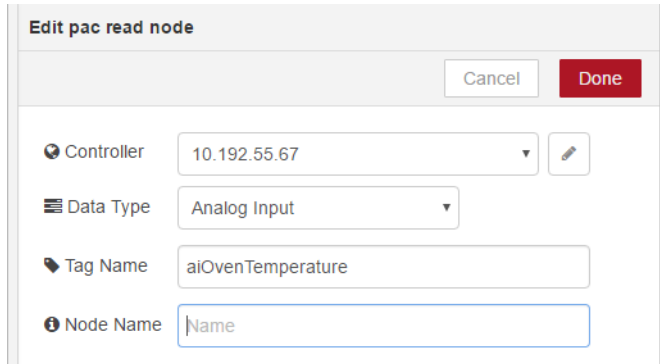 Edit pac read node
Cancel Done
Controller 10.192.55.67
Data Type Analog Input
Tag Name aiOvenTemperature
Node Name Name